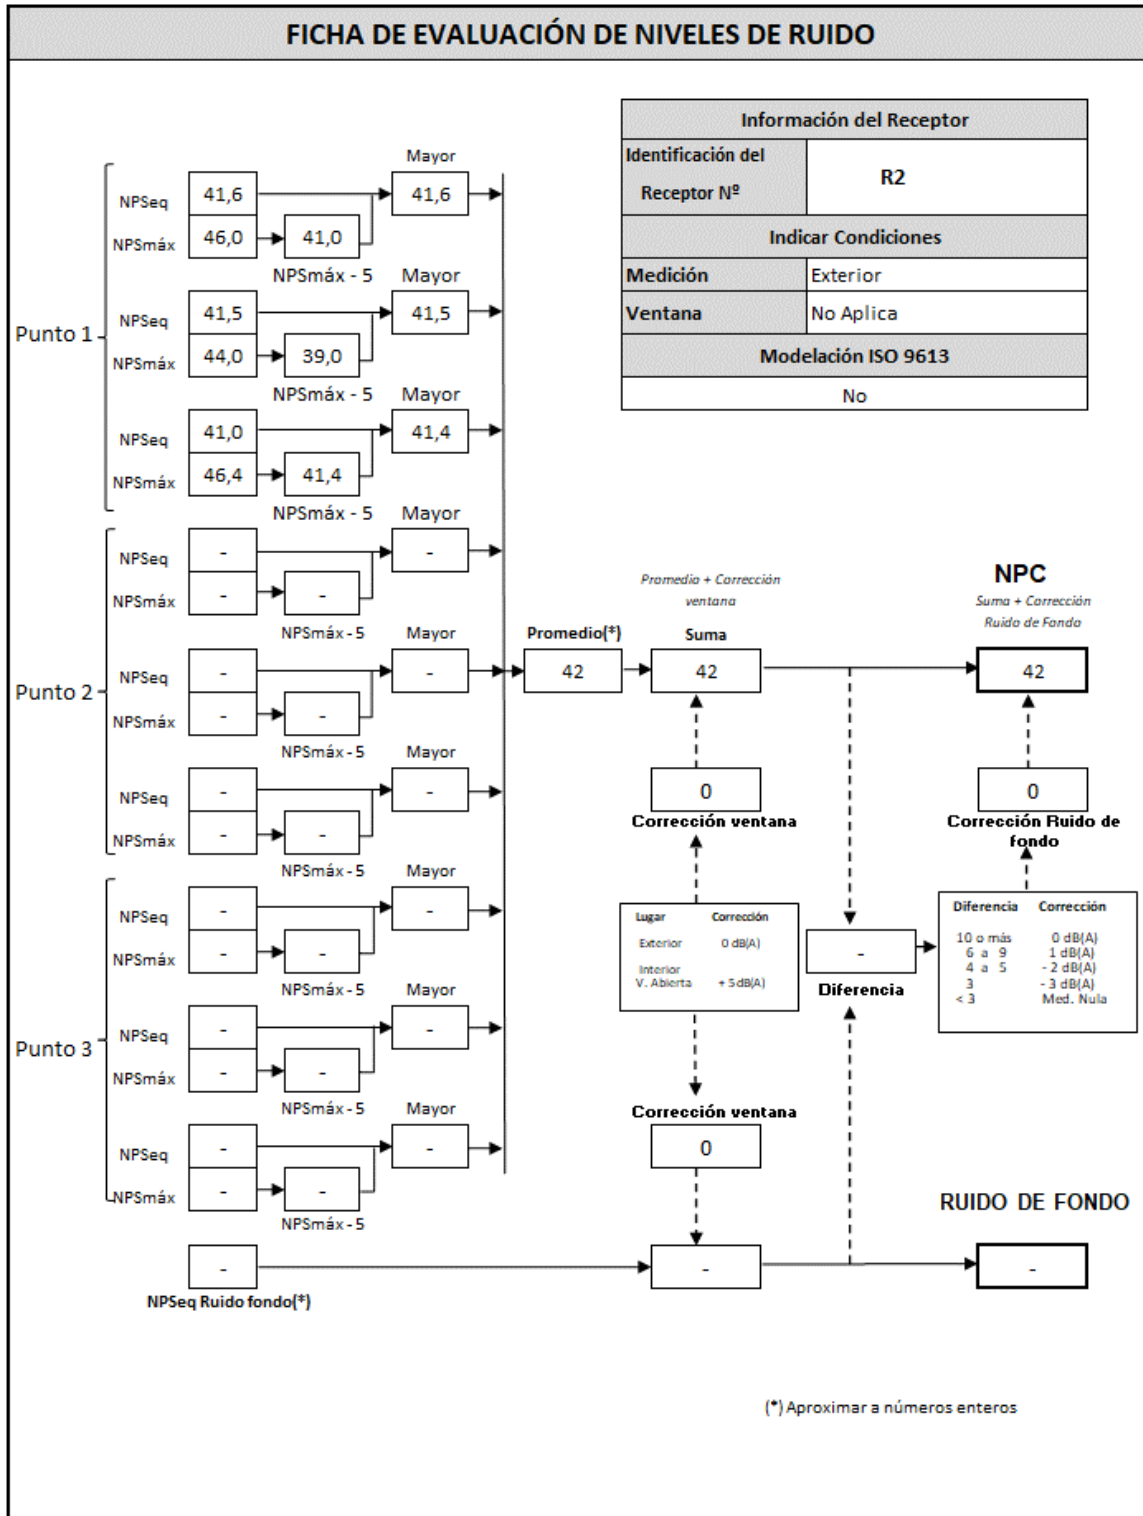 FICHA DE EVALUACIÓN DE NIVELES DE RUIDO
Información del Receptor
Identificación del
Receptor Nº
R2
Indicar Condiciones
Medición Exterior
Ventana No Aplica
Modelación ISO 9613
No
Punto 1
Mayor
NPSeq 41,6 41,6
NPSmáx 46,0 41,0
NPSmáx - 5 Mayor
NPSeq 41,5 41,5
NPSmáx 44,0 39,0
NPSmáx - 5 Mayor
NPSeq 41,0 41,4
NPSmáx 46,4 41,4
NPSmáx - 5 Mayor
Punto 2
NPSeq - -
NPSmáx - -
NPSmáx - 5 Mayor
NPSeq - -
NPSmáx - -
NPSmáx - 5 Mayor
NPSeq - -
NPSmáx - -
NPSmáx - 5 Mayor
Punto 3
NPSeq - -
NPSmáx - -
NPSmáx - 5 Mayor
NPSeq - -
NPSmáx - -
NPSmáx - 5 Mayor
NPSeq - -
NPSmáx - -
NPSmáx - 5
-
NPSeq Ruido fondo(*)
Promedio(*)
42
Promedio + Corrección
ventana
Suma
42
0
Corrección ventana
Lugar Corrección
Exterior 0 dB(A)
Interior
V. Abierta + 5dB(A)
Corrección ventana
0
-
-
Diferencia
NPC
Suma + Corrección
Ruido de Fondo
42
0
Corrección Ruido de
fondo
Diferencia Corrección
10 o más 0 dB(A)
6 a 9 1 dB(A)
4 a 5 - 2 dB(A)
3 - 3 dB(A)
< 3 Med. Nula
RUIDO DE FONDO
-
(*) Aproximar a números enteros